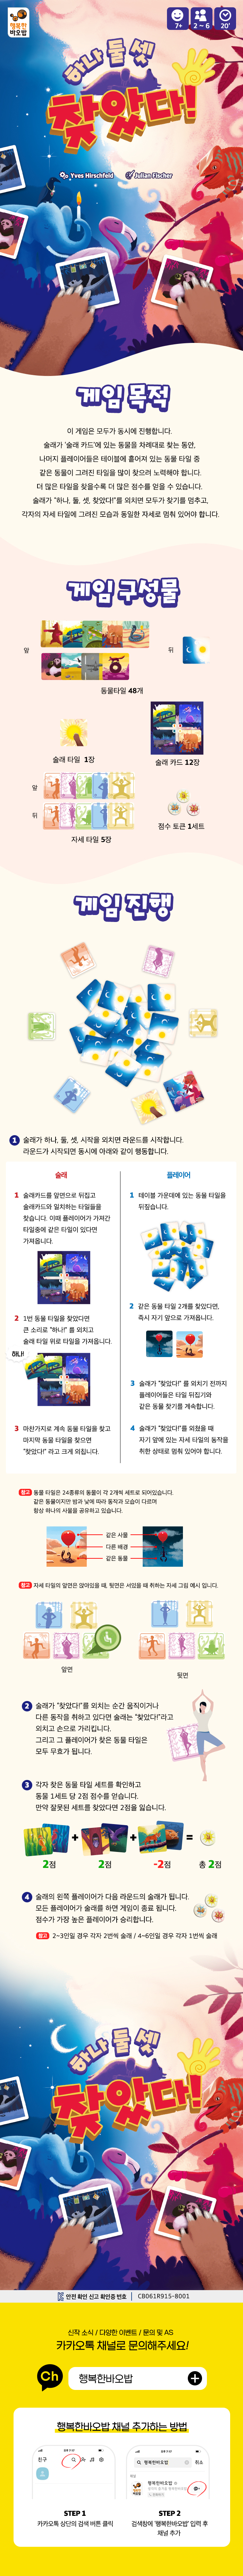 행복한
바오밥
7+
2 ~ 6
20'
하나 둘 셋
찾았다!
Yves Hirschfeld
Julian Fischer
게임 목적
이 게임은 모두가 동시에 진행합니다.
술래가 '술래 카드'에 있는 동물을 차례대로 찾는 동안,
나머지 플레이어들은 테이블에 흩어져 있는 동물 타일 중
같은 동물이 그려진 타일을 많이 찾으려 노력해야 합니다.
더 많은 타일을 찾을수록 더 많은 점수를 얻을 수 있습니다.
술래가 "하나, 둘, 셋, 찾았다!"를 외치면 모두가 찾기를 멈추고,
각자의 자세 타일에 그려진 모습과 동일한 자세로 멈춰 있어야 합니다.
게임 구성물
앞
뒤
동물타일 48개
술래 타일 1장
술래 카드 12장
앞
뒤
자세 타일 5장
점수 토큰 1세트
게임 진행
1 술래가 하나, 둘, 셋, 시작을 외치면 라운드를 시작합니다.
라운드가 시작되면 동시에 아래와 같이 행동합니다.
술래
1 술래카드를 앞면으로 뒤집고
술래카드와 일치하는 타일들을
찾습니다. 이때 플레이어가 가져간
타일중에 같은 타일이 있다면
가져옵니다.
2 1번 동물 타일을 찾았다면
큰 소리로 "하나!" 를 외치고
술래 타일 위로 타일을 가져옵니다.
하나!
3 마찬가지로 계속 동물 타일을 찾고
마지막 동물 타일을 찾으면
"찾았다!" 라고 크게 외칩니다.
플레이어
1 테이블 가운데에 있는 동물 타일을
뒤집습니다.
2 같은 동물 타일 2개를 찾았다면,
즉시 자기 앞으로 가져옵니다.
3 술래가 "찾았다!" 를 외치기 전까지
플레이어들은 타일 뒤집기와
같은 동물 찾기를 계속합니다.
4 술래가 "찾았다!"를 외쳤을 때
자기 앞에 있는 자세 타일의 동작을
취한 상태로 멈춰 있어야 합니다.
참고 동물 타일은 24종류의 동물이 각 2개씩 세트로 되어있습니다.
같은 동물이지만 밤과 낮에 따라 동작과 모습이 다르며
항상 하나의 사물을 공유하고 있습니다.
같은 사물
다른 배경
같은 동물
참고 자세 타일의 앞면은 앉아있을 때, 뒷면은 서있을 때 취하는 자세 그림 예시 입니다.
앞면
뒷면
2 술래가 "찾았다!"를 외치는 순간 움직이거나
다른 동작을 취하고 있다면 술래는 "찾았다!"라고
외치고 손으로 가리킵니다.
그리고 그 플레이어가 찾은 동물 타일은
모두 무효가 됩니다.
3 각자 찾은 동물 타일 세트를 확인하고
동물 1세트 당 2점 점수를 얻습니다.
만약 잘못된 세트를 찾았다면 2점을 잃습니다.
+ + =
2점 2점 -2점 총 2점
4 술래의 왼쪽 플레이어가 다음 라운드의 술래가 됩니다.
모든 플레이어가 술래를 하면 게임이 종료 됩니다.
점수가 가장 높은 플레이어가 승리합니다.
참고 2~3인일 경우 각자 2번씩 술래 / 4~6인일 경우 각자 1번씩 술래
하나 둘 셋
찾았다!
안전 확인 신고 확인증 번호 | CB061R915-8001
신작 소식 / 다양한 이벤트 / 문의 및 AS
카카오톡 채널로 문의해주세요!
Ch
행복한바오밥
행복한바오밥 채널 추가하는 방법
친구
STEP 1
카카오톡 상단의 검색 버튼 클릭
행복한바오밥
취소
행복한바오밥
STEP 2
검색창에 '행복한바오밥' 입력 후
채널 추가